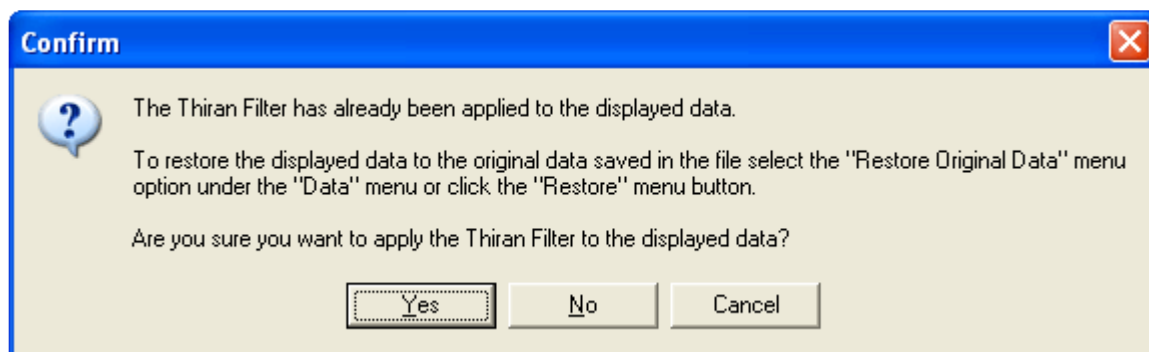 Confirm
The Thiran Filter has already been applied to the displayed data.
To restore the displayed data to the original data saved in the file select the "Restore Original Data" menu
option under the "Data" menu or click the "Restore" menu button.
Are you sure you want to apply the Thiran Filter to the displayed data?
Yes No Cancel